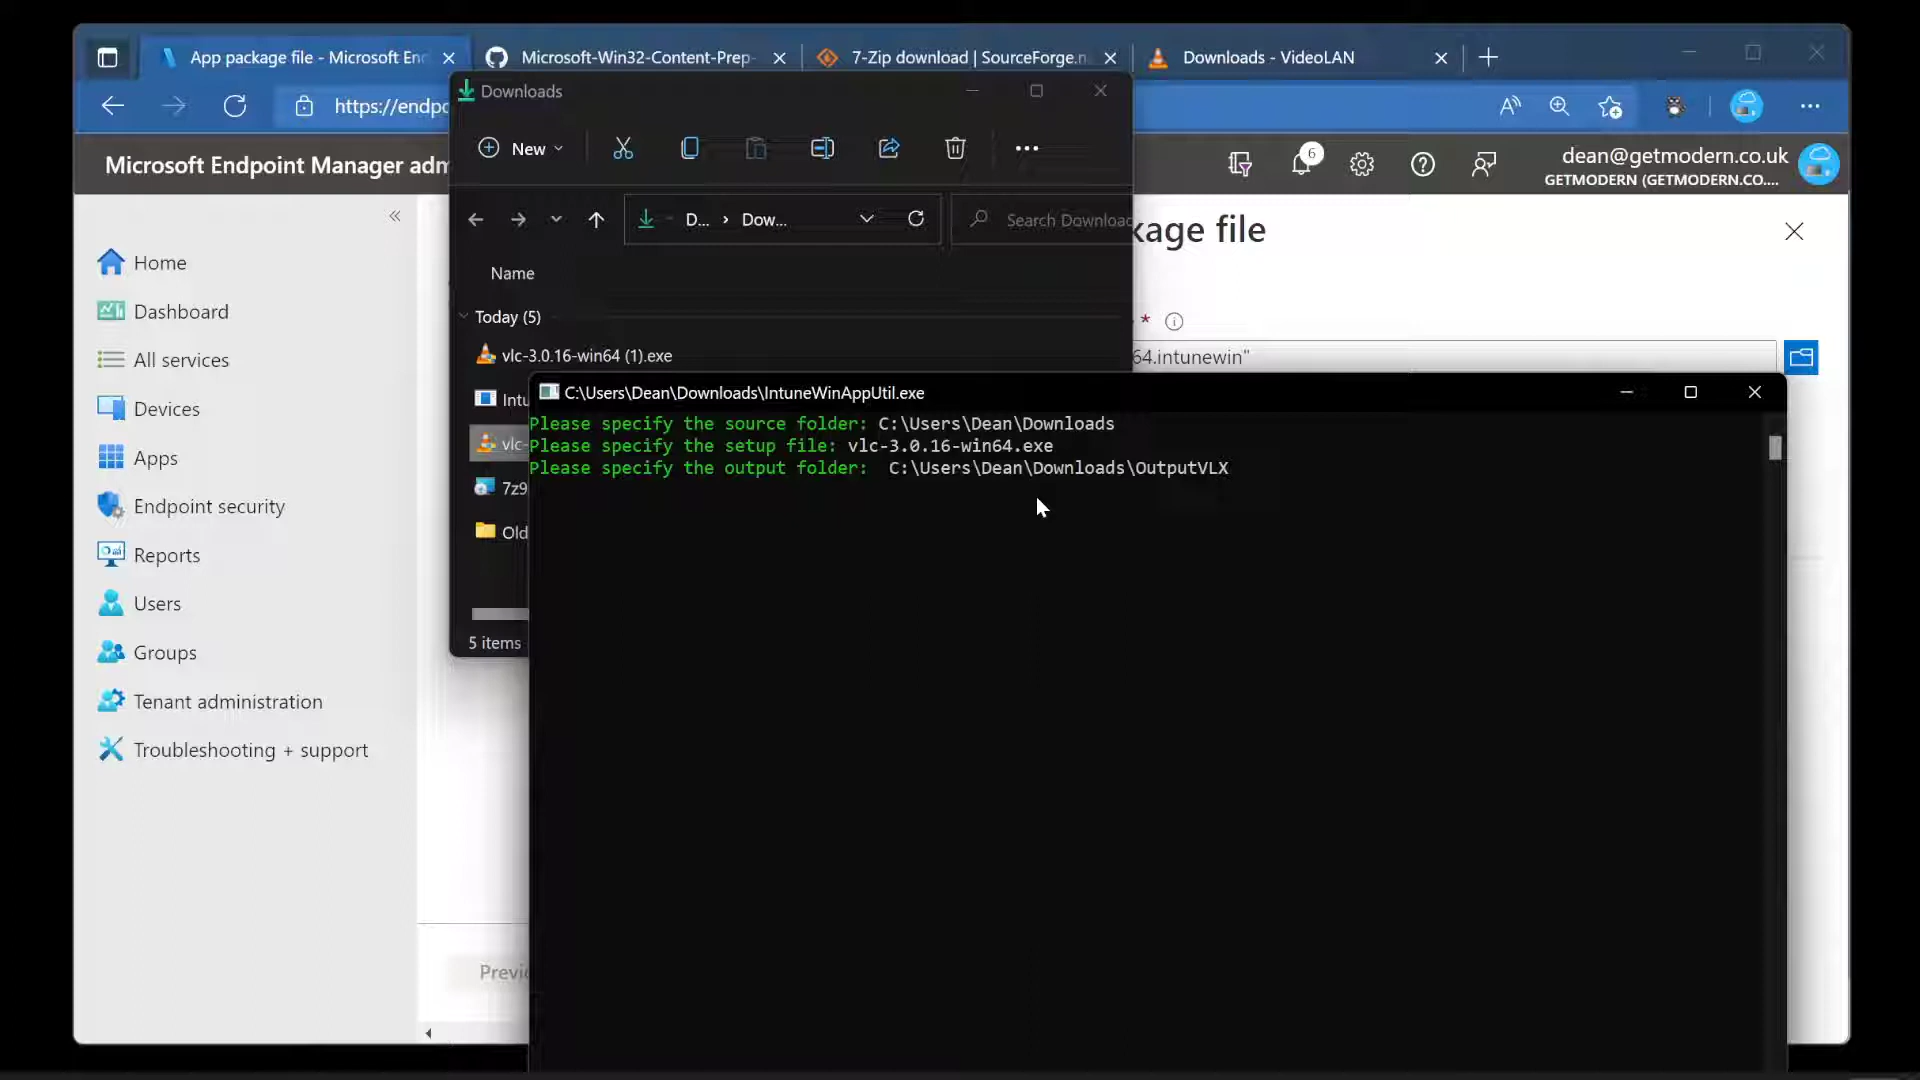 App package file - Microsoft En
Microsoft-Win32-Content-Prep-
7-Zip download | SourceForge.n
Downloads - VideoLAN
https://endpo
Microsoft Endpoint Manager adm
6
dean@getmodern.co.uk
GETMODERN (GETMODERN.CO....
Downloads
New
D... › Dow...
Search Downloads
Name
Today (5)
vlc-3.0.16-win64 (1).exe
Intu
vlc-
7z9
Old
5 items
Home
Dashboard
All services
Devices
Apps
Endpoint security
Reports
Users
Groups
Tenant administration
Troubleshooting + support
kage file
*
64.intunewin"
C:\Users\Dean\Downloads\IntuneWinAppUtil.exe
Please specify the source folder: C:\Users\Dean\Downloads
Please specify the setup file: vlc-3.0.16-win64.exe
Please specify the output folder:  C:\Users\Dean\Downloads\OutputVLX
Previ